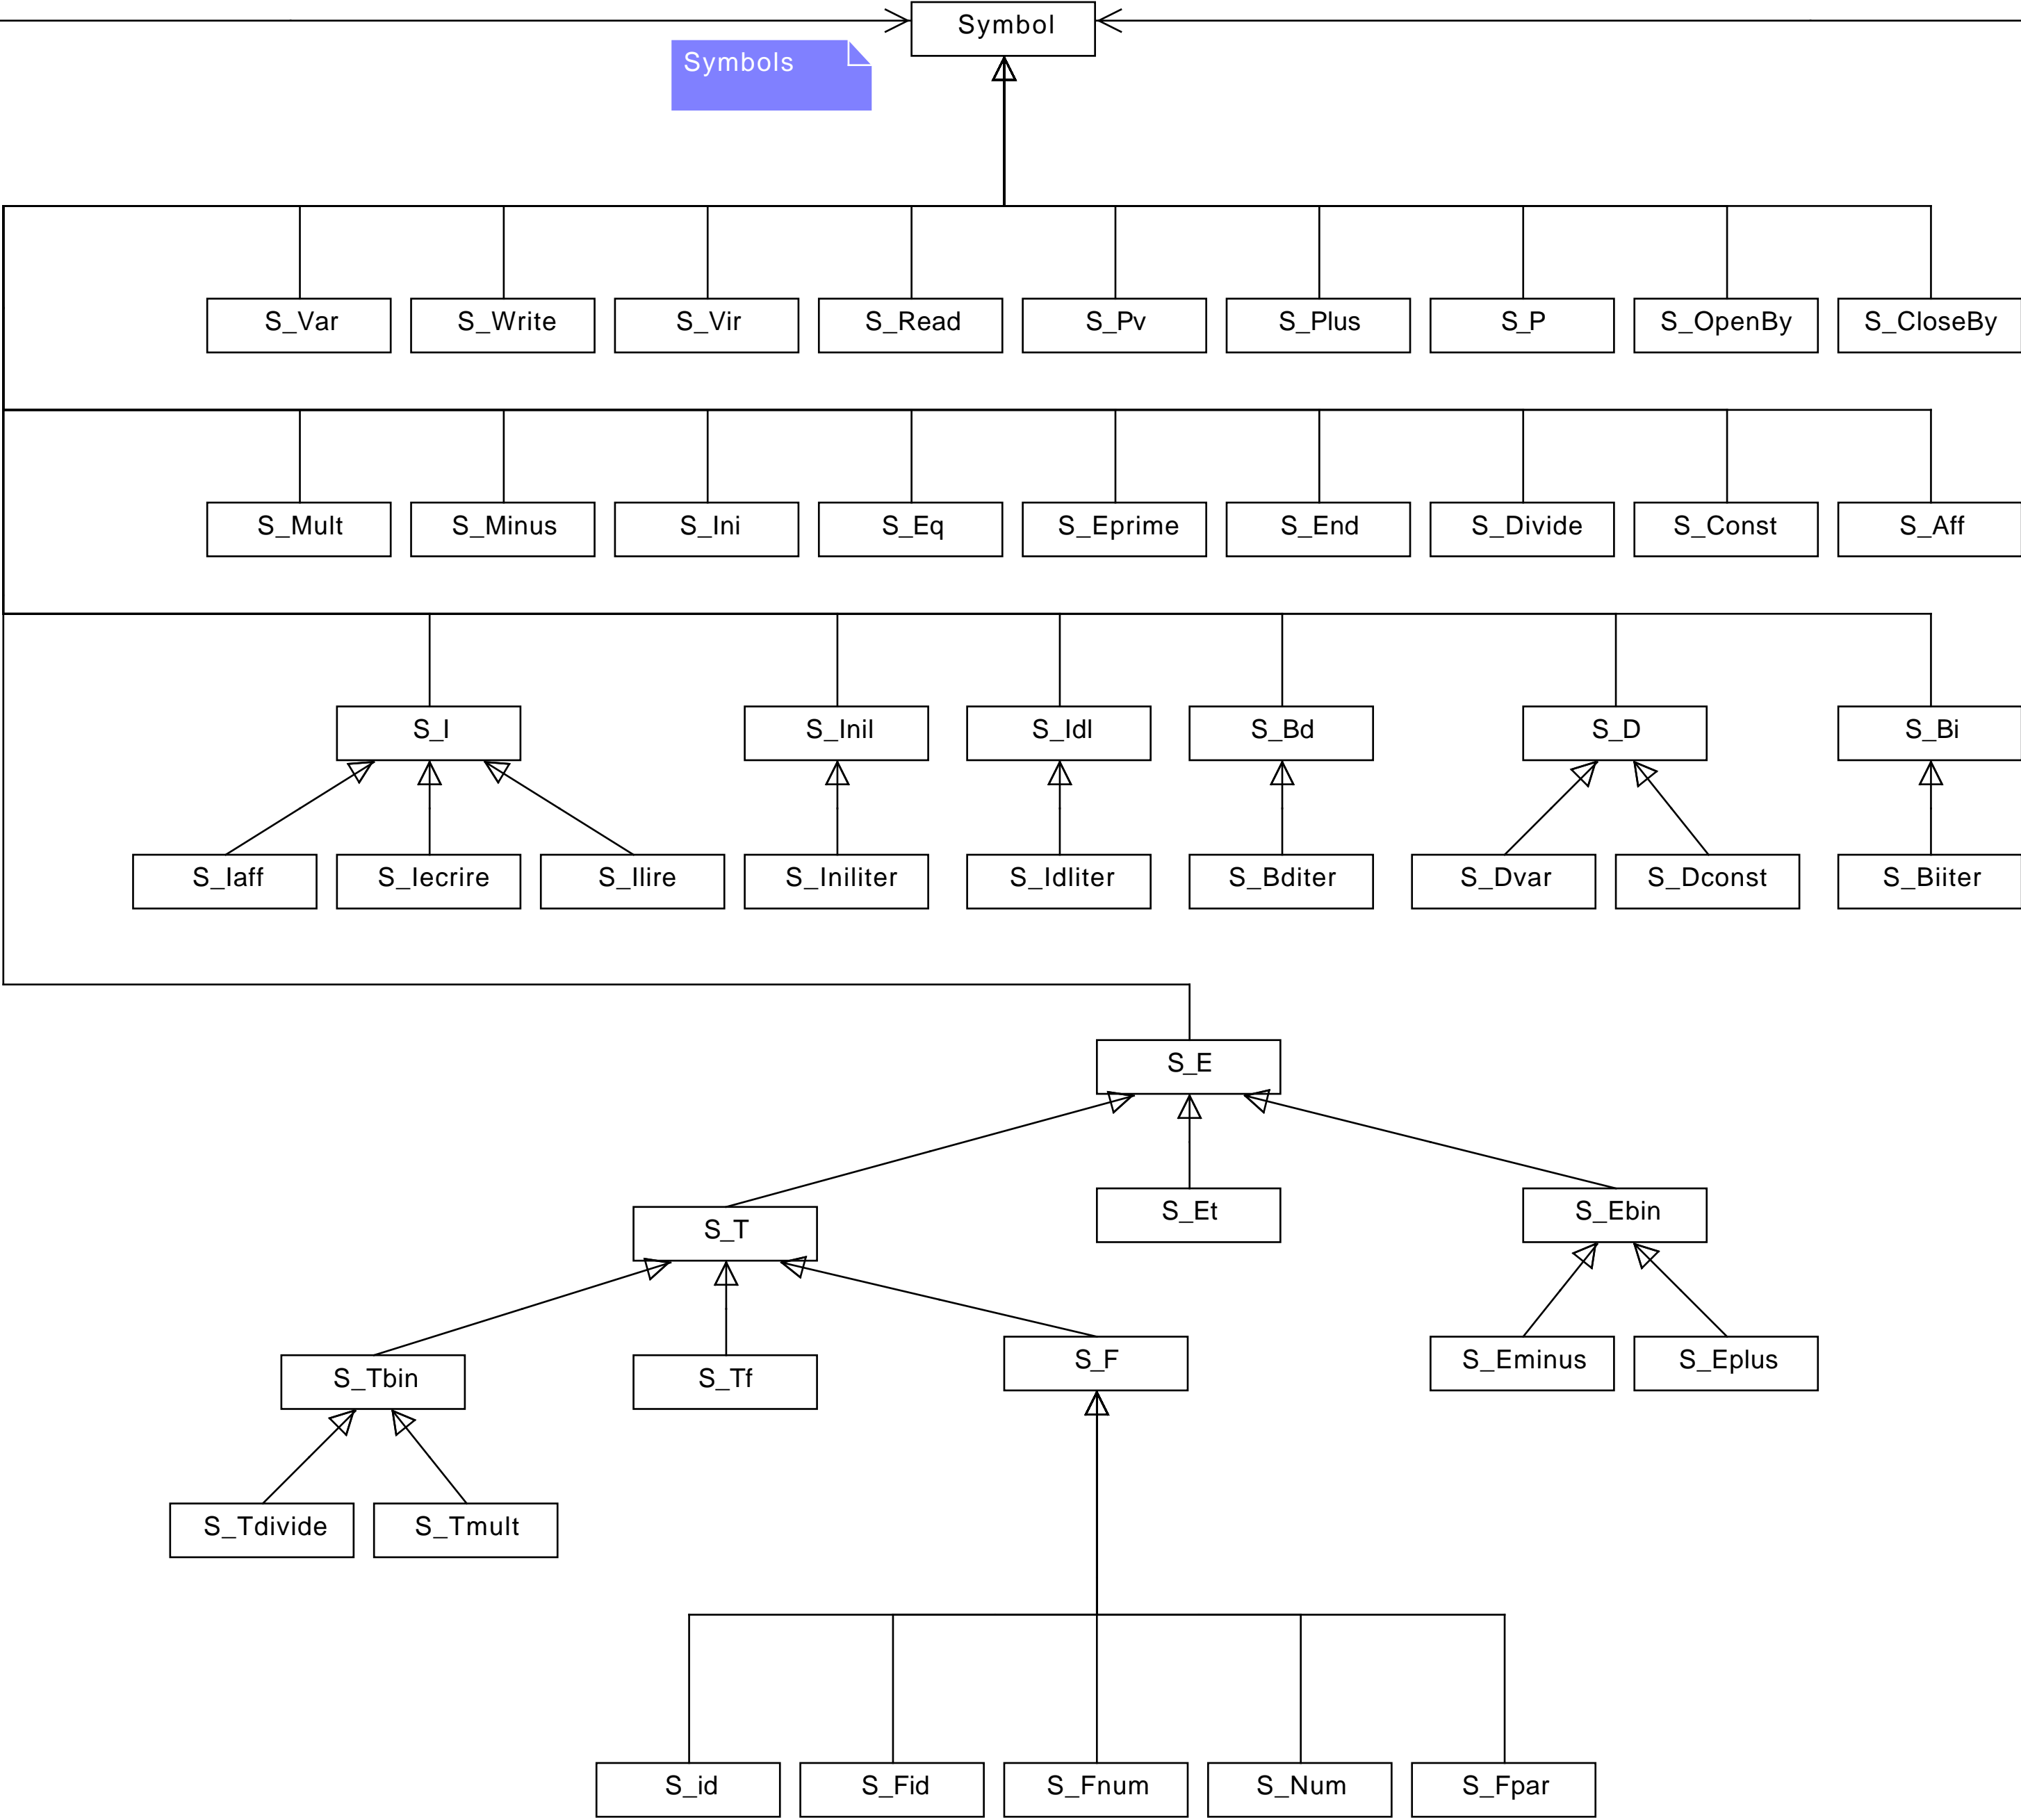 Symbol
Symbols
S_Var S_Write S_Vir S_Read S_Pv S_Plus S_P S_OpenBy S_CloseBy
S_Mult S_Minus S_Ini S_Eq S_Eprime S_End S_Divide S_Const S_Aff
S_I S_Inil S_Idl S_Bd S_D S_Bi
S_Iaff S_Iecrire S_Ilire S_Iniliter S_Idliter S_Bditer S_Dvar S_Dconst S_Biiter
S_E
S_Et S_Ebin
S_T
S_F S_Eminus S_Eplus
S_Tbin S_Tf
S_Tdivide S_Tmult
S_id S_Fid S_Fnum S_Num S_Fpar